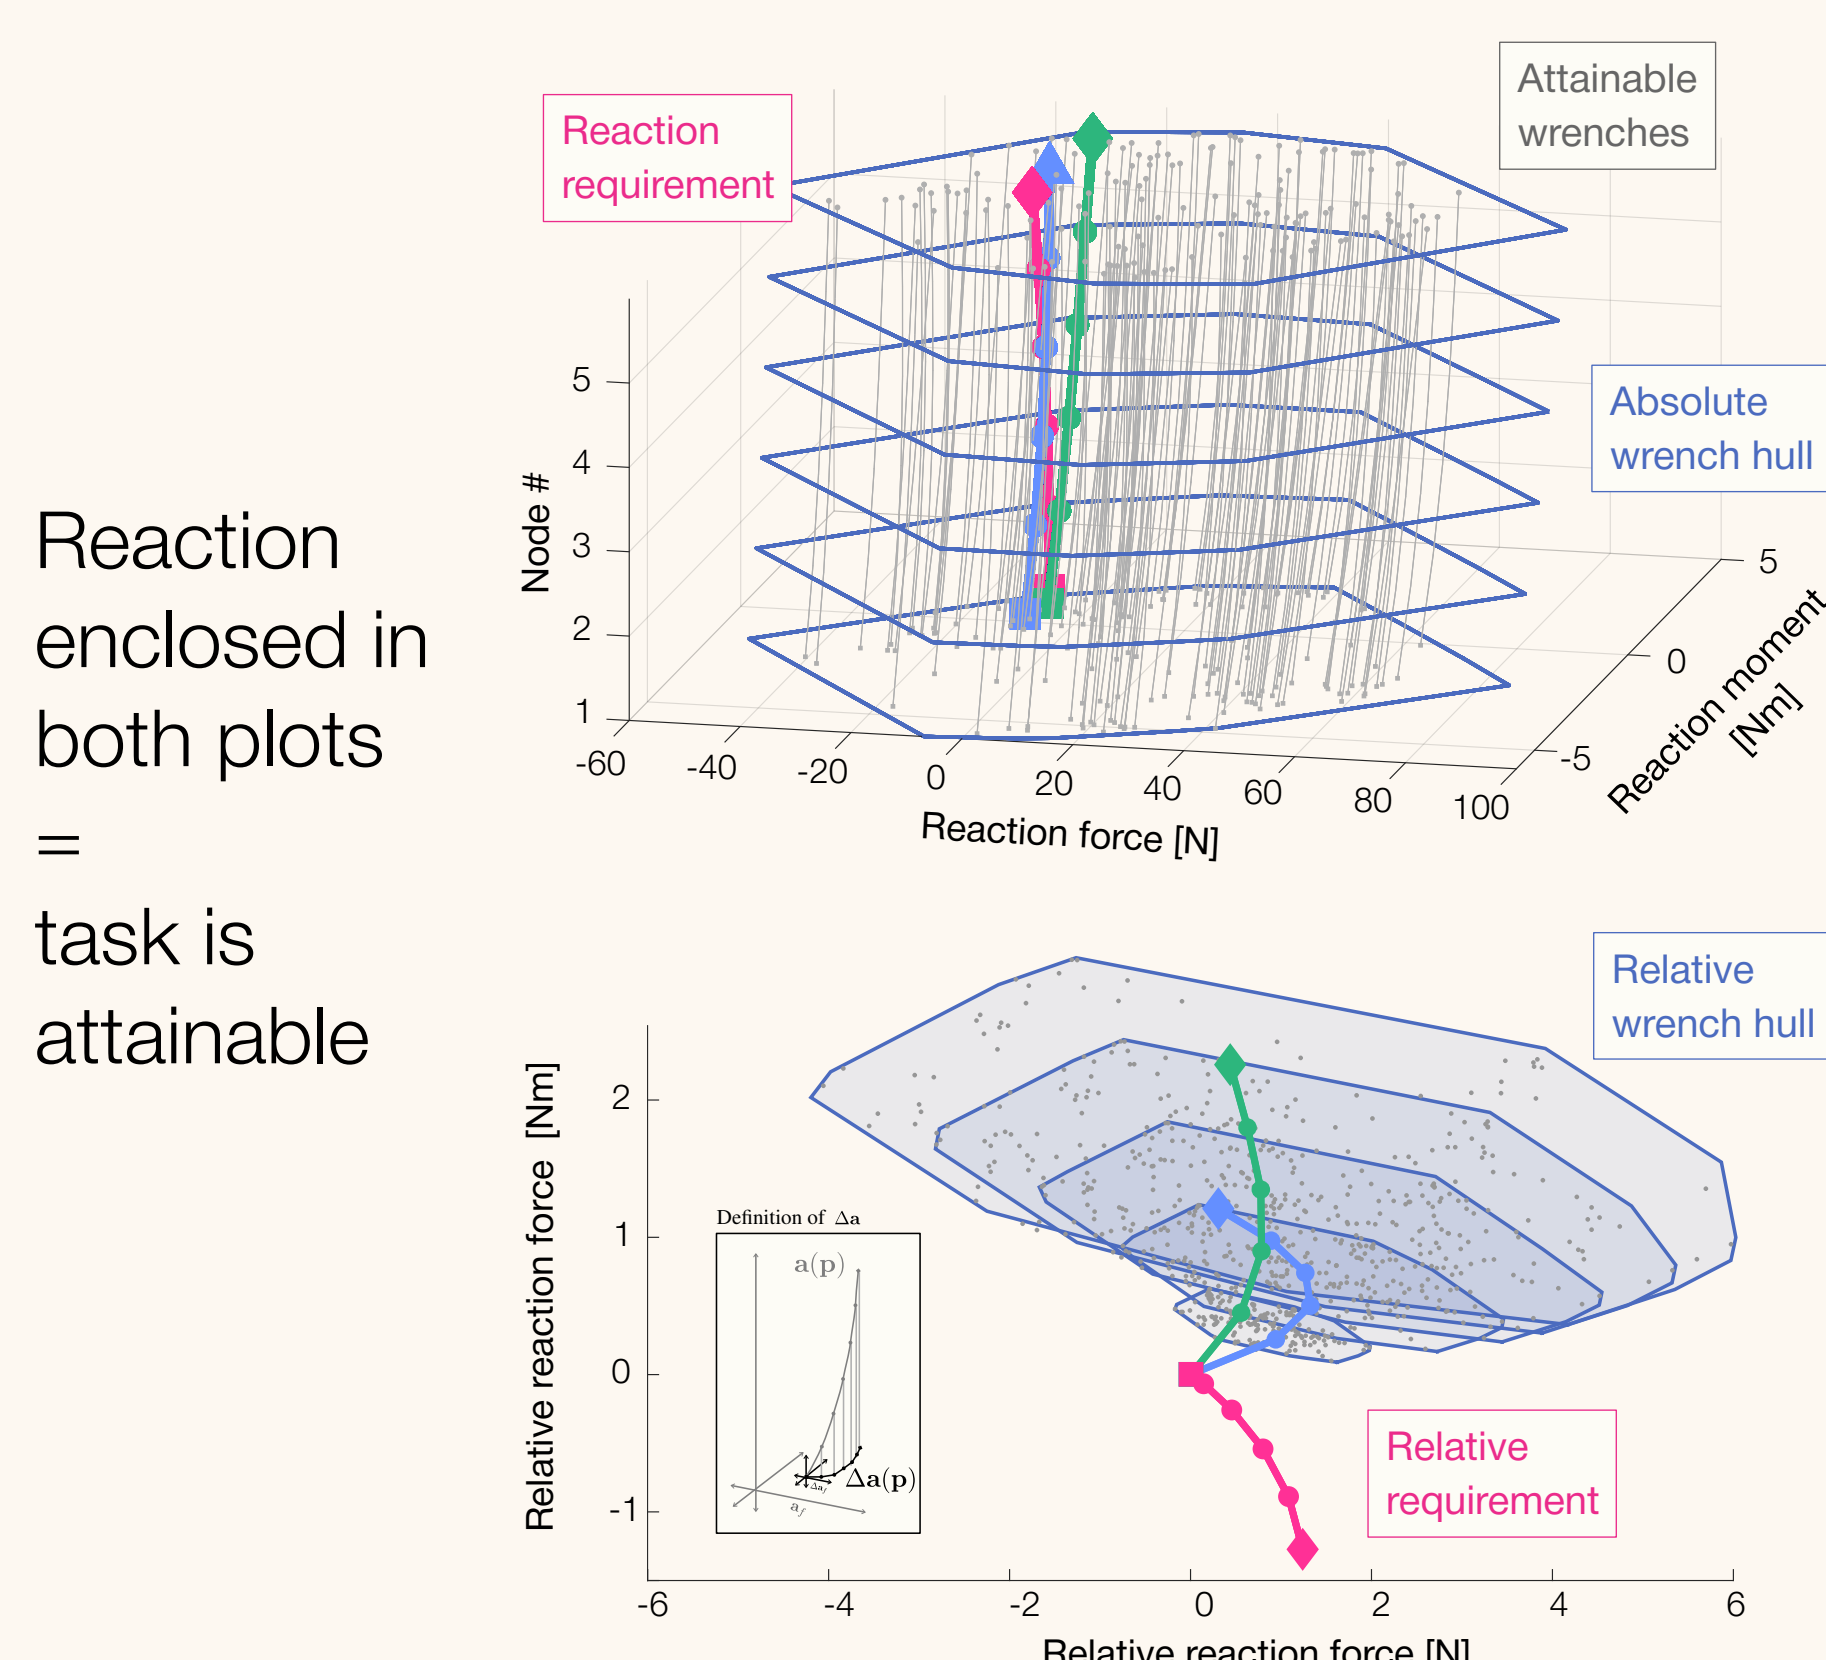 Reaction
enclosed in
both plots
=
task is
attainable
Reaction
requirement
Attainable
wrenches
Absolute
wrench hull
Node #
5
4
3
2
1
-60
-40
-20
0
20
40
60
80
100
Reaction force [N]
5
0
-5
Reaction moment
[Nm]
Relative
wrench hull
Relative reaction force [Nm]
2
1
0
-1
Definition of Δa
a(p)
Δa(p)
Δa_f
a_f
Relative
requirement
-6
-4
-2
0
2
4
6
Relative reaction force [N]